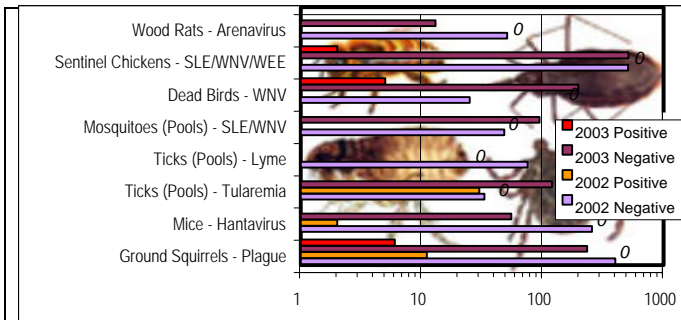 Wood Rats - Arenavirus
0
Sentinel Chickens - SLE/WNV/WEE
0
Dead Birds - WNV
0
Mosquitoes (Pools) - SLE/WNV
0
Ticks (Pools) - Lyme
0
Ticks (Pools) - Tularemia
0
Mice - Hantavirus
0
Ground Squirrels - Plague
0
2003 Positive
2003 Negative
2002 Positive
2002 Negative
1 10 100 1000